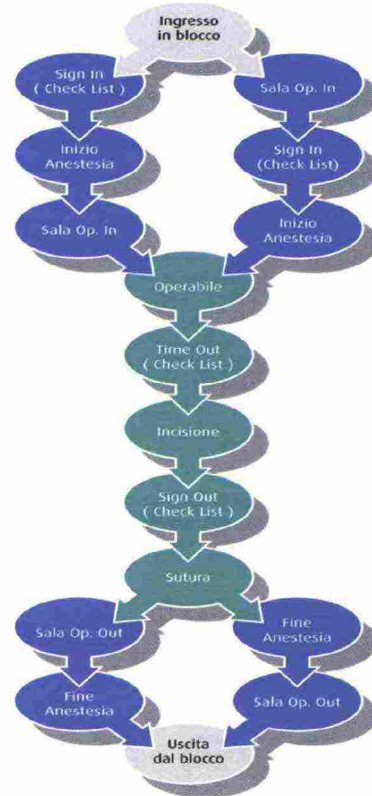 Ingresso
in blocco
Sign In
( Check List )
Sala Op. In
Inizio
Anestesia
Sign In
(Check List)
Sala Op. In
Inizio
Anestesia
Operabile
Time Out
( Check List )
Incisione
Sign Out
( Check List )
Sutura
Sala Op. Out
Fine
Anestesia
Fine
Anestesia
Sala Op. Out
Uscita
dal blocco